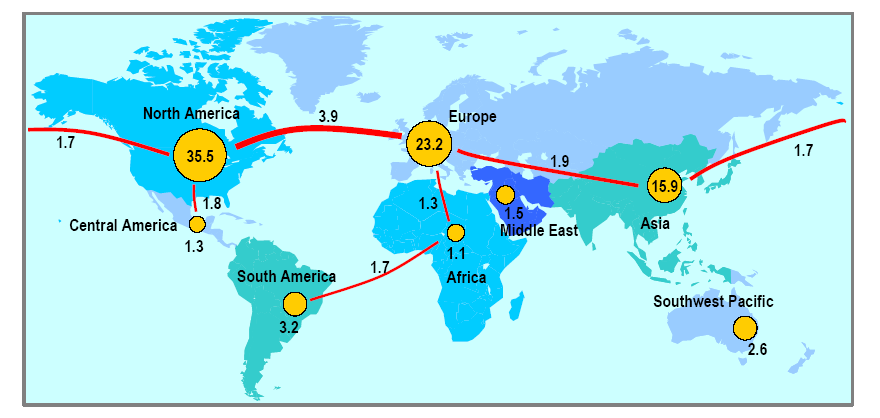 North America
3.9
Europe
1.7
35.5
23.2
1.9
1.7
15.9
1.8
1.3
1.5
Central America
1.3
Middle East
Asia
1.1
South America
1.7
Africa
3.2
Southwest Pacific
2.6